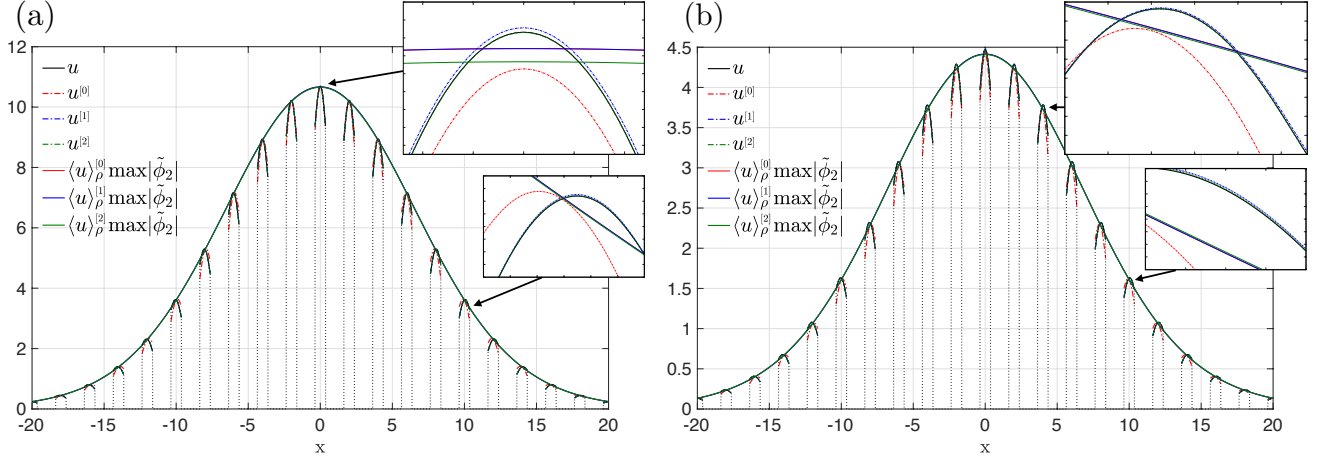 (a)
12
10
8
6
4
2
0
-20 -15 -10 -5 0 5 10 15 20
x
u
u^[0]
u^[1]
u^[2]
⟨u⟩_ρ^[0] max|ϕ̃_2|
⟨u⟩_ρ^[1] max|ϕ̃_2|
⟨u⟩_ρ^[2] max|ϕ̃_2|
(b)
4.5
4
3.5
3
2.5
2
1.5
1
0.5
0
-20 -15 -10 -5 0 5 10 15 20
x
u
u^[0]
u^[1]
u^[2]
⟨u⟩_ρ^[0] max|ϕ̃_2|
⟨u⟩_ρ^[1] max|ϕ̃_2|
⟨u⟩_ρ^[2] max|ϕ̃_2|